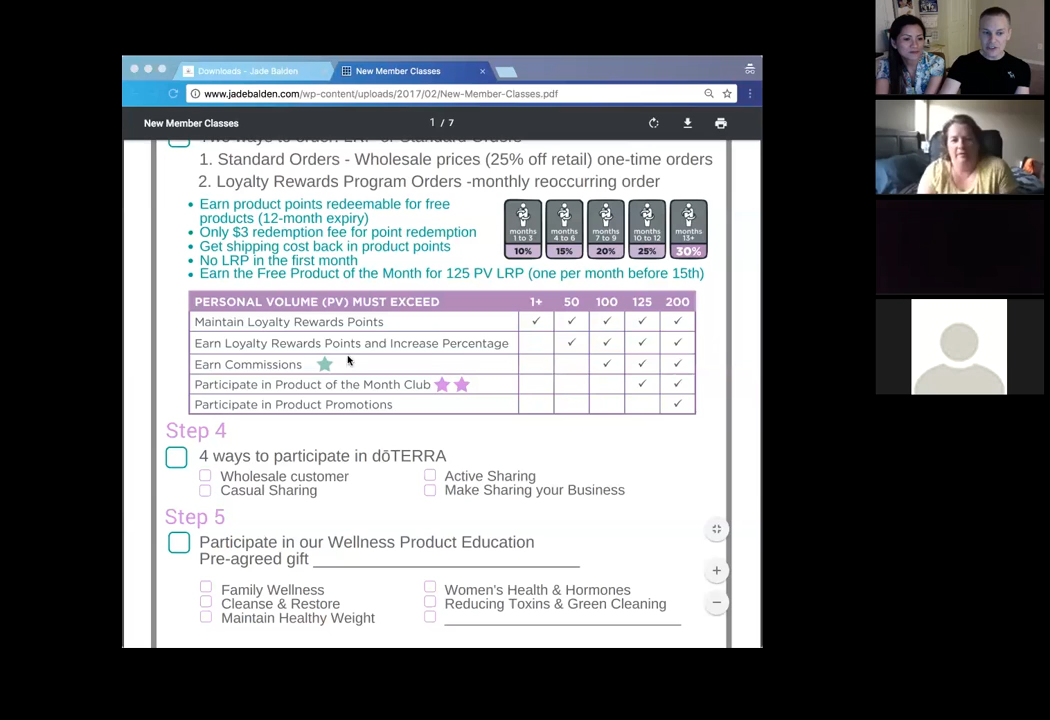 Downloads - Jade Balden
New Member Classes
www.jadebalden.com/wp-content/uploads/2017/02/New-Member-Classes.pdf
New Member Classes
1 / 7
Two ways to order LRP or Standard Orders
1. Standard Orders - Wholesale prices (25% off retail) one-time orders
2. Loyalty Rewards Program Orders -monthly reoccurring order
• Earn product points redeemable for free
products (12-month expiry)
• Only $3 redemption fee for point redemption
• Get shipping cost back in product points
• No LRP in the first month
• Earn the Free Product of the Month for 125 PV LRP (one per month before 15th)
months 1 to 3 10%
months 4 to 6 15%
months 7 to 9 20%
months 10 to 12 25%
months 13+ 30%
PERSONAL VOLUME (PV) MUST EXCEED 1+ 50 100 125 200
Maintain Loyalty Rewards Points ✓ ✓ ✓ ✓ ✓
Earn Loyalty Rewards Points and Increase Percentage ✓ ✓ ✓ ✓
Earn Commissions ✓ ✓ ✓
Participate in Product of the Month Club ✓ ✓
Participate in Product Promotions ✓
Step 4
4 ways to participate in dōTERRA
Wholesale customer
Active Sharing
Casual Sharing
Make Sharing your Business
Step 5
Participate in our Wellness Product Education
Pre-agreed gift
Family Wellness
Women's Health & Hormones
Cleanse & Restore
Reducing Toxins & Green Cleaning
Maintain Healthy Weight